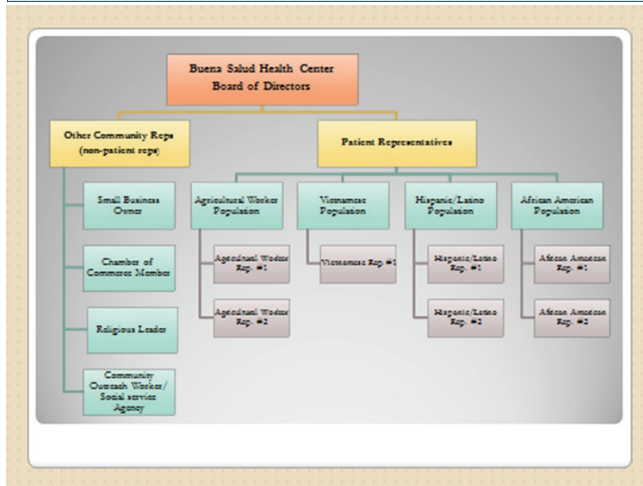 Buena Salud Health Center
Board of Directors
Other Community Reps
(non-patient reps)
Patient Representatives
Small Business
Owner
Chamber of
Commerce Member
Religious Leader
Community
Outreach Worker/
Social service
Agency
Agricultural Worker
Population
Agricultural Worker
Rep. #1
Agricultural Worker
Rep. #2
Vietnamese
Population
Vietnamese Rep #1
Hispanic/Latino
Population
Hispanic/Latino
Rep. #1
Hispanic/Latino
Rep. #2
African American
Population
African American
Rep. #1
African American
Rep. #2